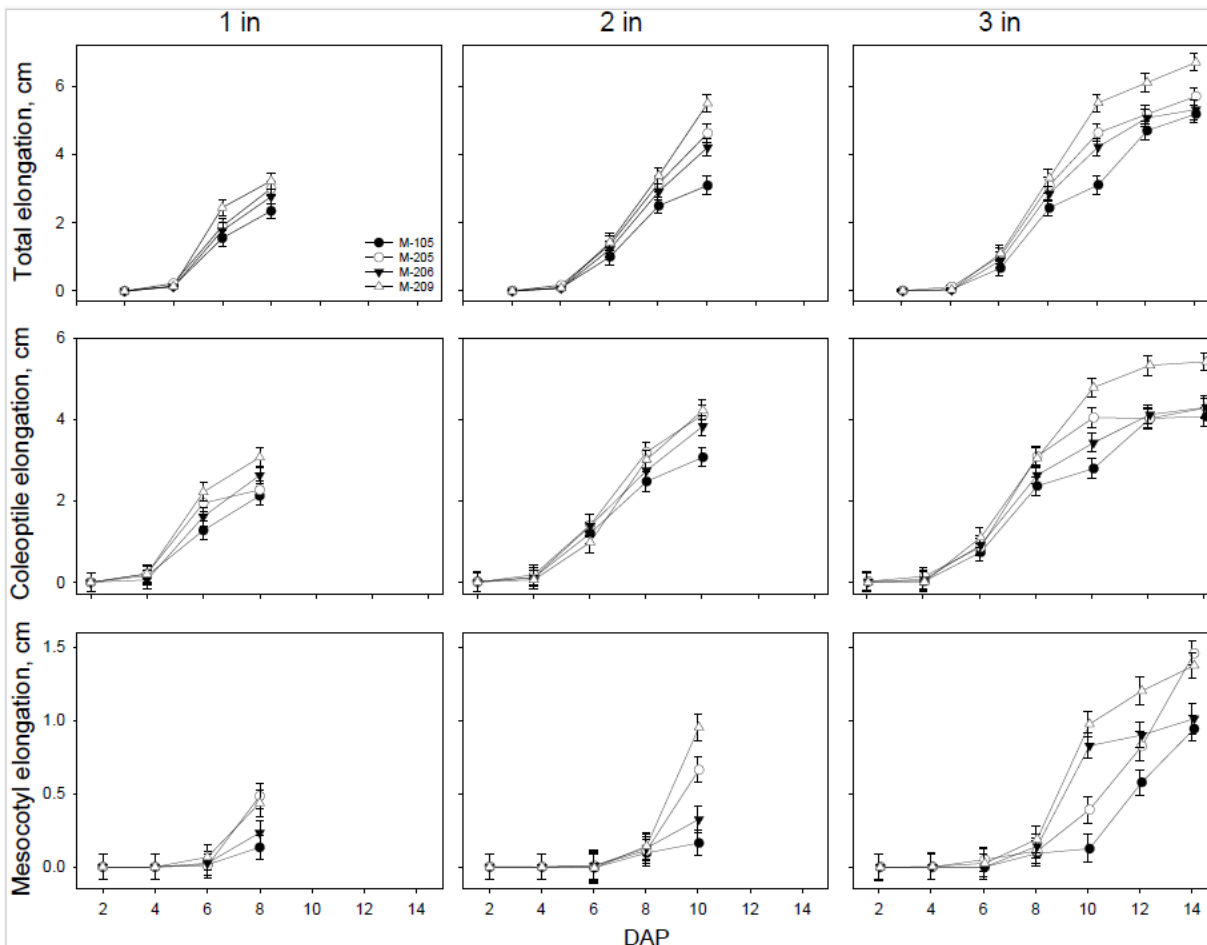 1 in 2 in 3 in
Total elongation, cm
6
4
2
0
M-105
M-205
M-206
M-209
Coleoptile elongation, cm
6
4
2
0
Mesocotyl elongation, cm
1.5
1.0
0.5
0.0
2 4 6 8 10 12 14 2 4 6 8 10 12 14 2 4 6 8 10 12 14
DAP